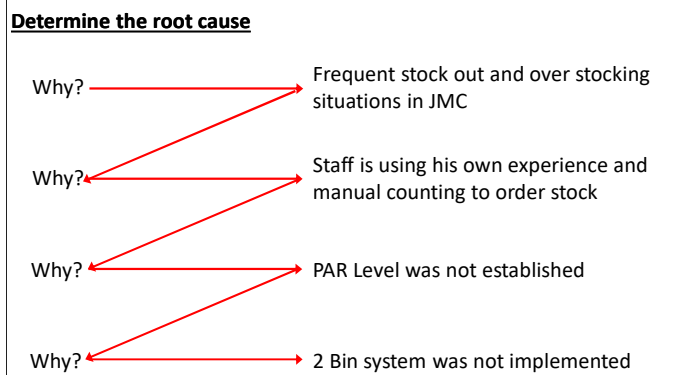 Determine the root cause
Why?
Frequent stock out and over stocking
situations in JMC
Why?
Staff is using his own experience and
manual counting to order stock
Why?
PAR Level was not established
Why?
2 Bin system was not implemented